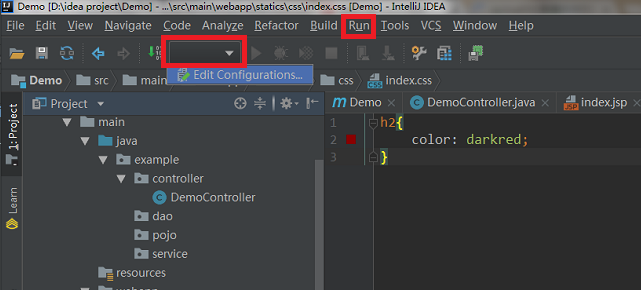 Demo [D:\idea project\Demo] - ...\src\main\webapp\statics\css\index.css [Demo] - IntelliJ IDEA
File Edit View Navigate Code Analyze Refactor Build Run Tools VCS Window Help
Edit Configurations...
Demo src main css index.css
Project
Demo DemoController.java index.jsp
1: Project
Learn
main
java
example
controller
DemoController
dao
pojo
service
resources
1 h2{
2 color: darkred;
3 }